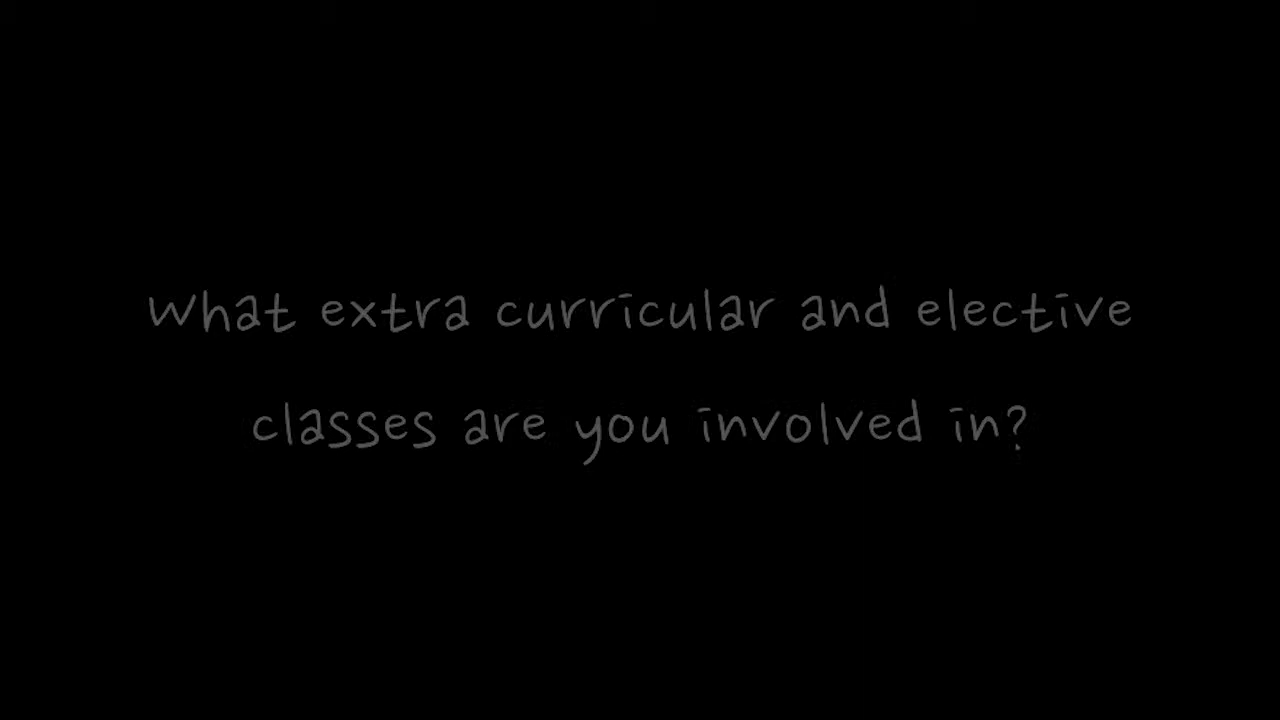 What extra curricular and elective
classes are you involved in?